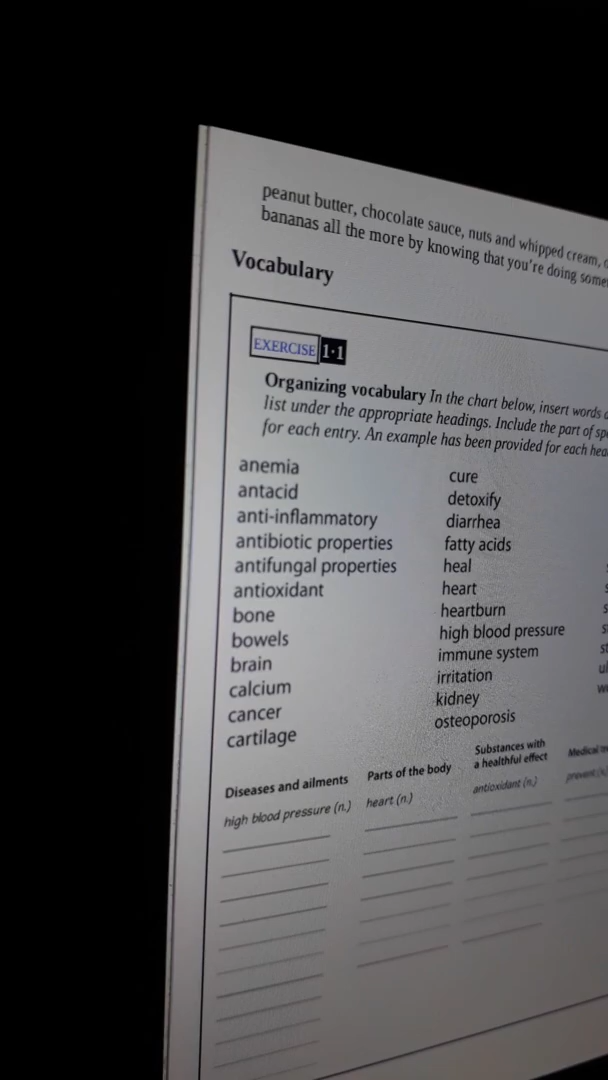 peanut butter, chocolate sauce, nuts and whipped cream,
bananas all the more by knowing that you're doing
Vocabulary
EXERCISE 1·1
Organizing vocabulary In the chart below, insert words
list under the appropriate headings. Include the part of
for each entry. An example has been provided for each
anemia
antacid
anti-inflammatory
antibiotic properties
antifungal properties
antioxidant
bone
bowels
brain
calcium
cancer
cartilage
cure
detoxify
diarrhea
fatty acids
heal
heart
heartburn
high blood pressure
immune system
irritation
kidney
osteoporosis
Diseases and ailments
high blood pressure (n.)
Parts of the body
heart (n.)
Substances with
a healthful effect
antioxidant (n.)
Medical
prevent (v.)